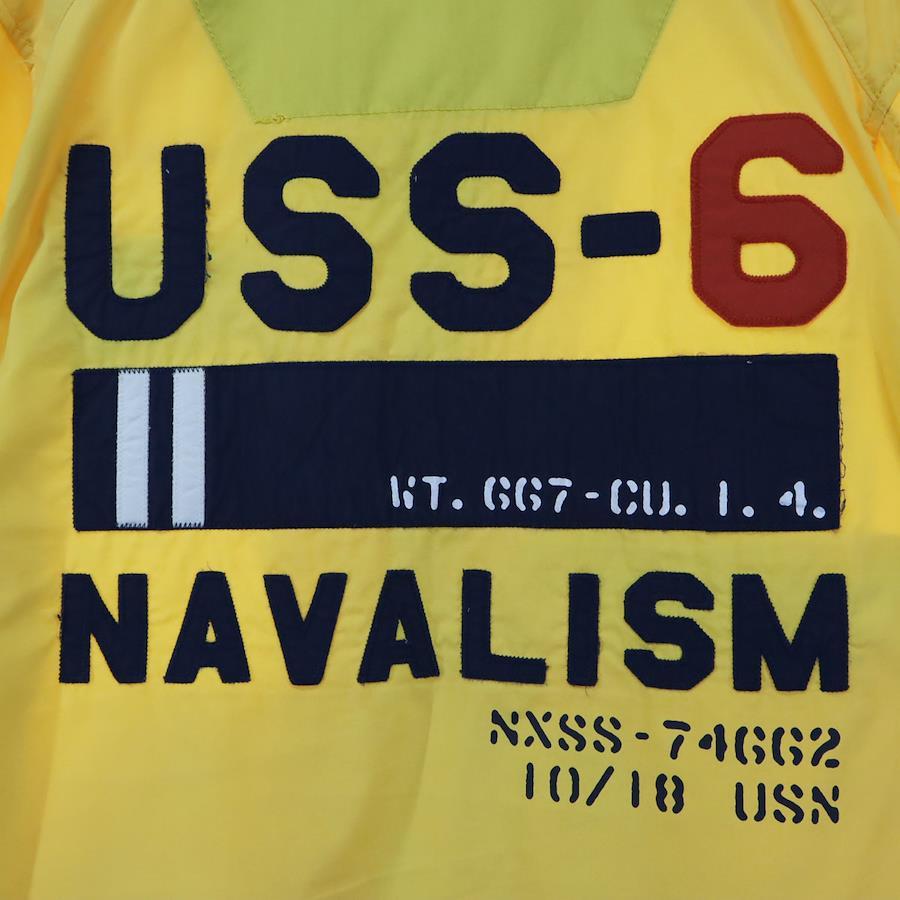 USS-6
WT. 667-CU. 1. 4.
NAVALISM
NXSS-74662
10/18 USN